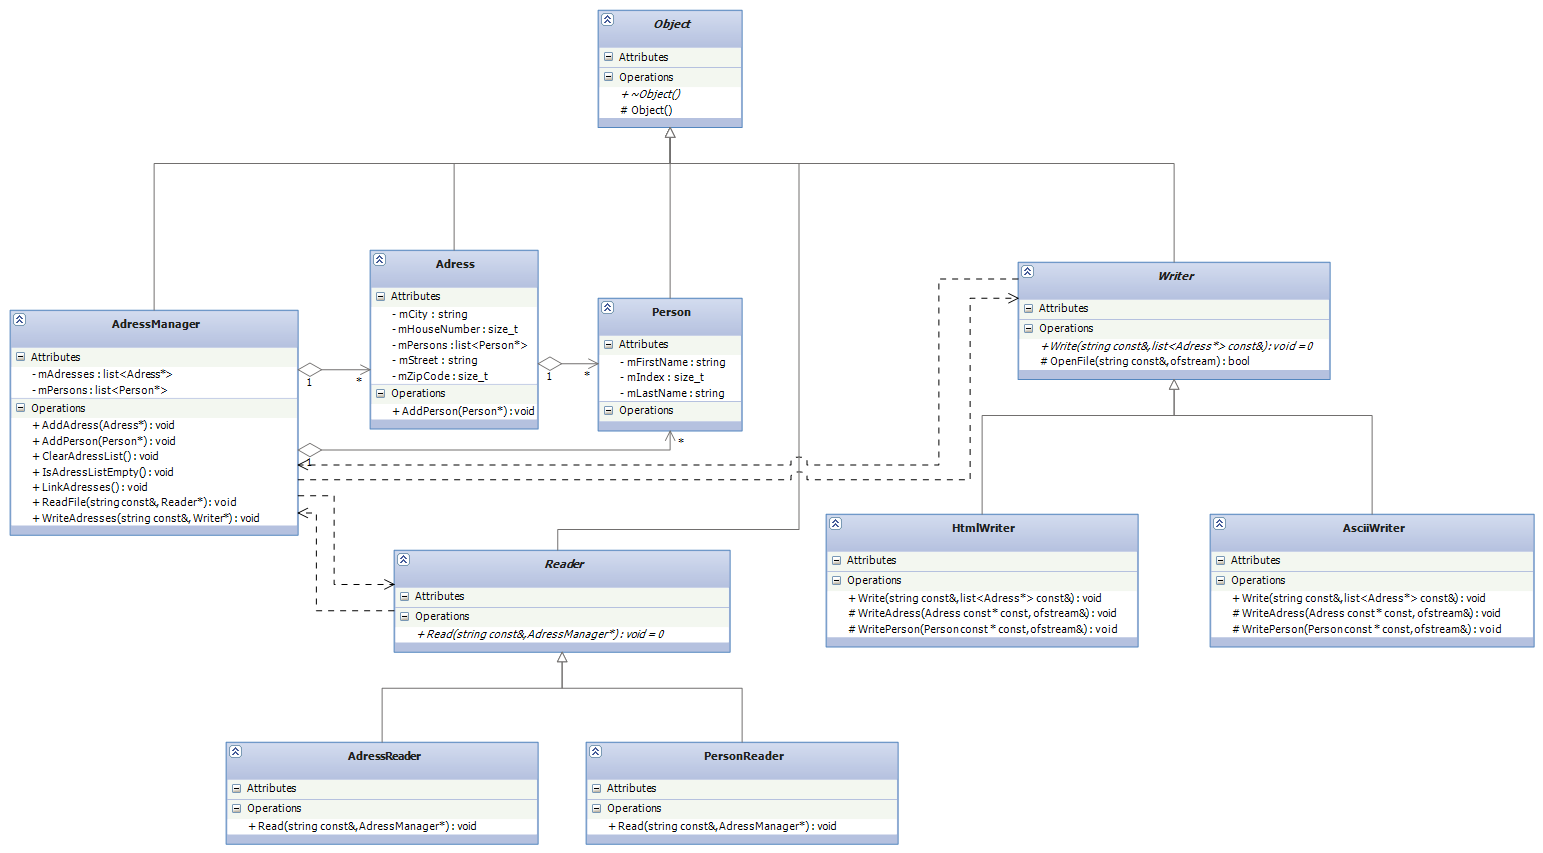 Object
Attributes
Operations
+ ~Object()
# Object()
Adress
Attributes
- mCity : string
- mHouseNumber : size_t
- mPersons : list<Person*>
- mStreet : string
- mZipCode : size_t
Operations
+ AddPerson(Person*) : void
Person
Attributes
- mFirstName : string
- mIndex : size_t
- mLastName : string
Operations
Writer
Attributes
Operations
+ Write(string const&,list<Adress*> const&) : void = 0
# OpenFile(string const&,ofstream) : bool
AdressManager
Attributes
- mAdresses : list<Adress*>
- mPersons : list<Person*>
Operations
+ AddAdress(Adress*) : void
+ AddPerson(Person*) : void
+ ClearAdressList() : void
+ IsAdressListEmpty() : void
+ LinkAdresses() : void
+ ReadFile(string const&, Reader*) : void
+ WriteAdresses(string const&, Writer*) : void
1
*
1
*
1
*
Reader
Attributes
Operations
+ Read(string const&,AdressManager*) : void = 0
HtmlWriter
Attributes
Operations
+ Write(string const&,list<Adress*> const&) : void
# WriteAdress(Adress const* const, ofstream&) : void
# WritePerson(Person const * const, ofstream&) : void
AsciiWriter
Attributes
Operations
+ Write(string const&,list<Adress*> const&) : void
# WriteAdress(Adress const* const, ofstream&) : void
# WritePerson(Person const * const, ofstream&) : void
AdressReader
Attributes
Operations
+ Read(string const&,AdressManager*) : void
PersonReader
Attributes
Operations
+ Read(string const&,AdressManager*) : void